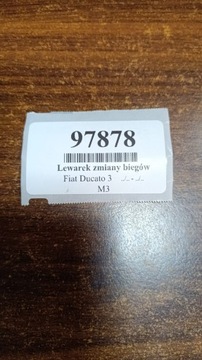 97878
Lewarek zmiany biegów
Fiat Ducato 3
M3